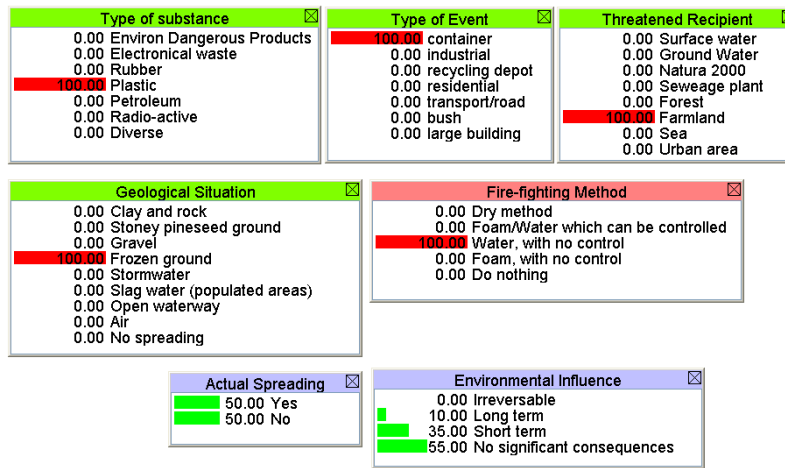 Type of substance
0.00 Environ Dangerous Products
0.00 Electronical waste
0.00 Rubber
100.00 Plastic
0.00 Petroleum
0.00 Radio-active
0.00 Diverse
Type of Event
100.00 container
0.00 industrial
0.00 recycling depot
0.00 residential
0.00 transport/road
0.00 bush
0.00 large building
Threatened Recipient
0.00 Surface water
0.00 Ground Water
0.00 Natura 2000
0.00 Seweage plant
0.00 Forest
100.00 Farmland
0.00 Sea
0.00 Urban area
Geological Situation
0.00 Clay and rock
0.00 Stoney pineseed ground
0.00 Gravel
100.00 Frozen ground
0.00 Stormwater
0.00 Slag water (populated areas)
0.00 Open waterway
0.00 Air
0.00 No spreading
Fire-fighting Method
0.00 Dry method
0.00 Foam/Water which can be controlled
100.00 Water, with no control
0.00 Foam, with no control
0.00 Do nothing
Actual Spreading
50.00 Yes
50.00 No
Environmental Influence
0.00 Irreversable
10.00 Long term
35.00 Short term
55.00 No significant consequences